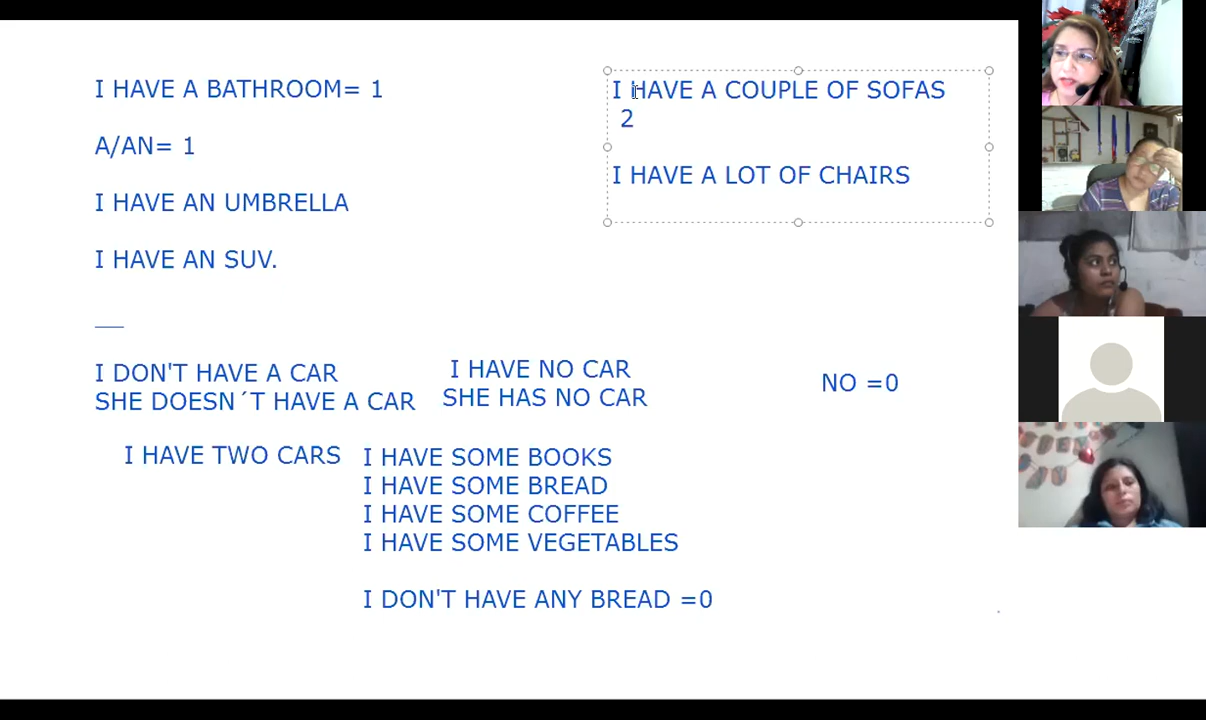 I HAVE A BATHROOM= 1
A/AN= 1
I HAVE AN UMBRELLA
I HAVE AN SUV.
I HAVE A COUPLE OF SOFAS
2
I HAVE A LOT OF CHAIRS
I DON'T HAVE A CAR
SHE DOESN´T HAVE A CAR
I HAVE NO CAR
SHE HAS NO CAR
NO =0
I HAVE TWO CARS
I HAVE SOME BOOKS
I HAVE SOME BREAD
I HAVE SOME COFFEE
I HAVE SOME VEGETABLES
I DON'T HAVE ANY BREAD =0